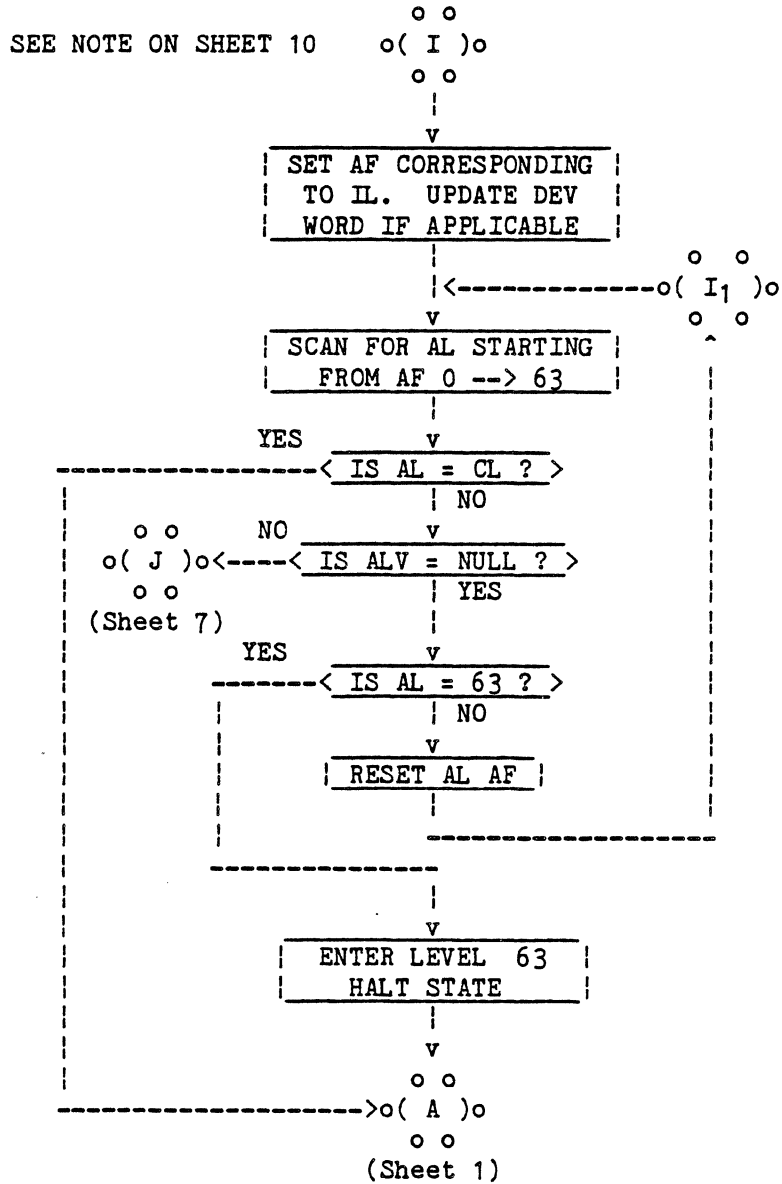 SEE NOTE ON SHEET 10
( I )
SET AF CORRESPONDING
TO IL. UPDATE DEV
WORD IF APPLICABLE
( I1 )
SCAN FOR AL STARTING
FROM AF 0 --> 63
YES
< IS AL = CL ? >
NO
NO
( J )
< IS ALV = NULL ? >
YES
(Sheet 7)
YES
< IS AL = 63 ? >
NO
RESET AL AF
ENTER LEVEL 63
HALT STATE
( A )
(Sheet 1)